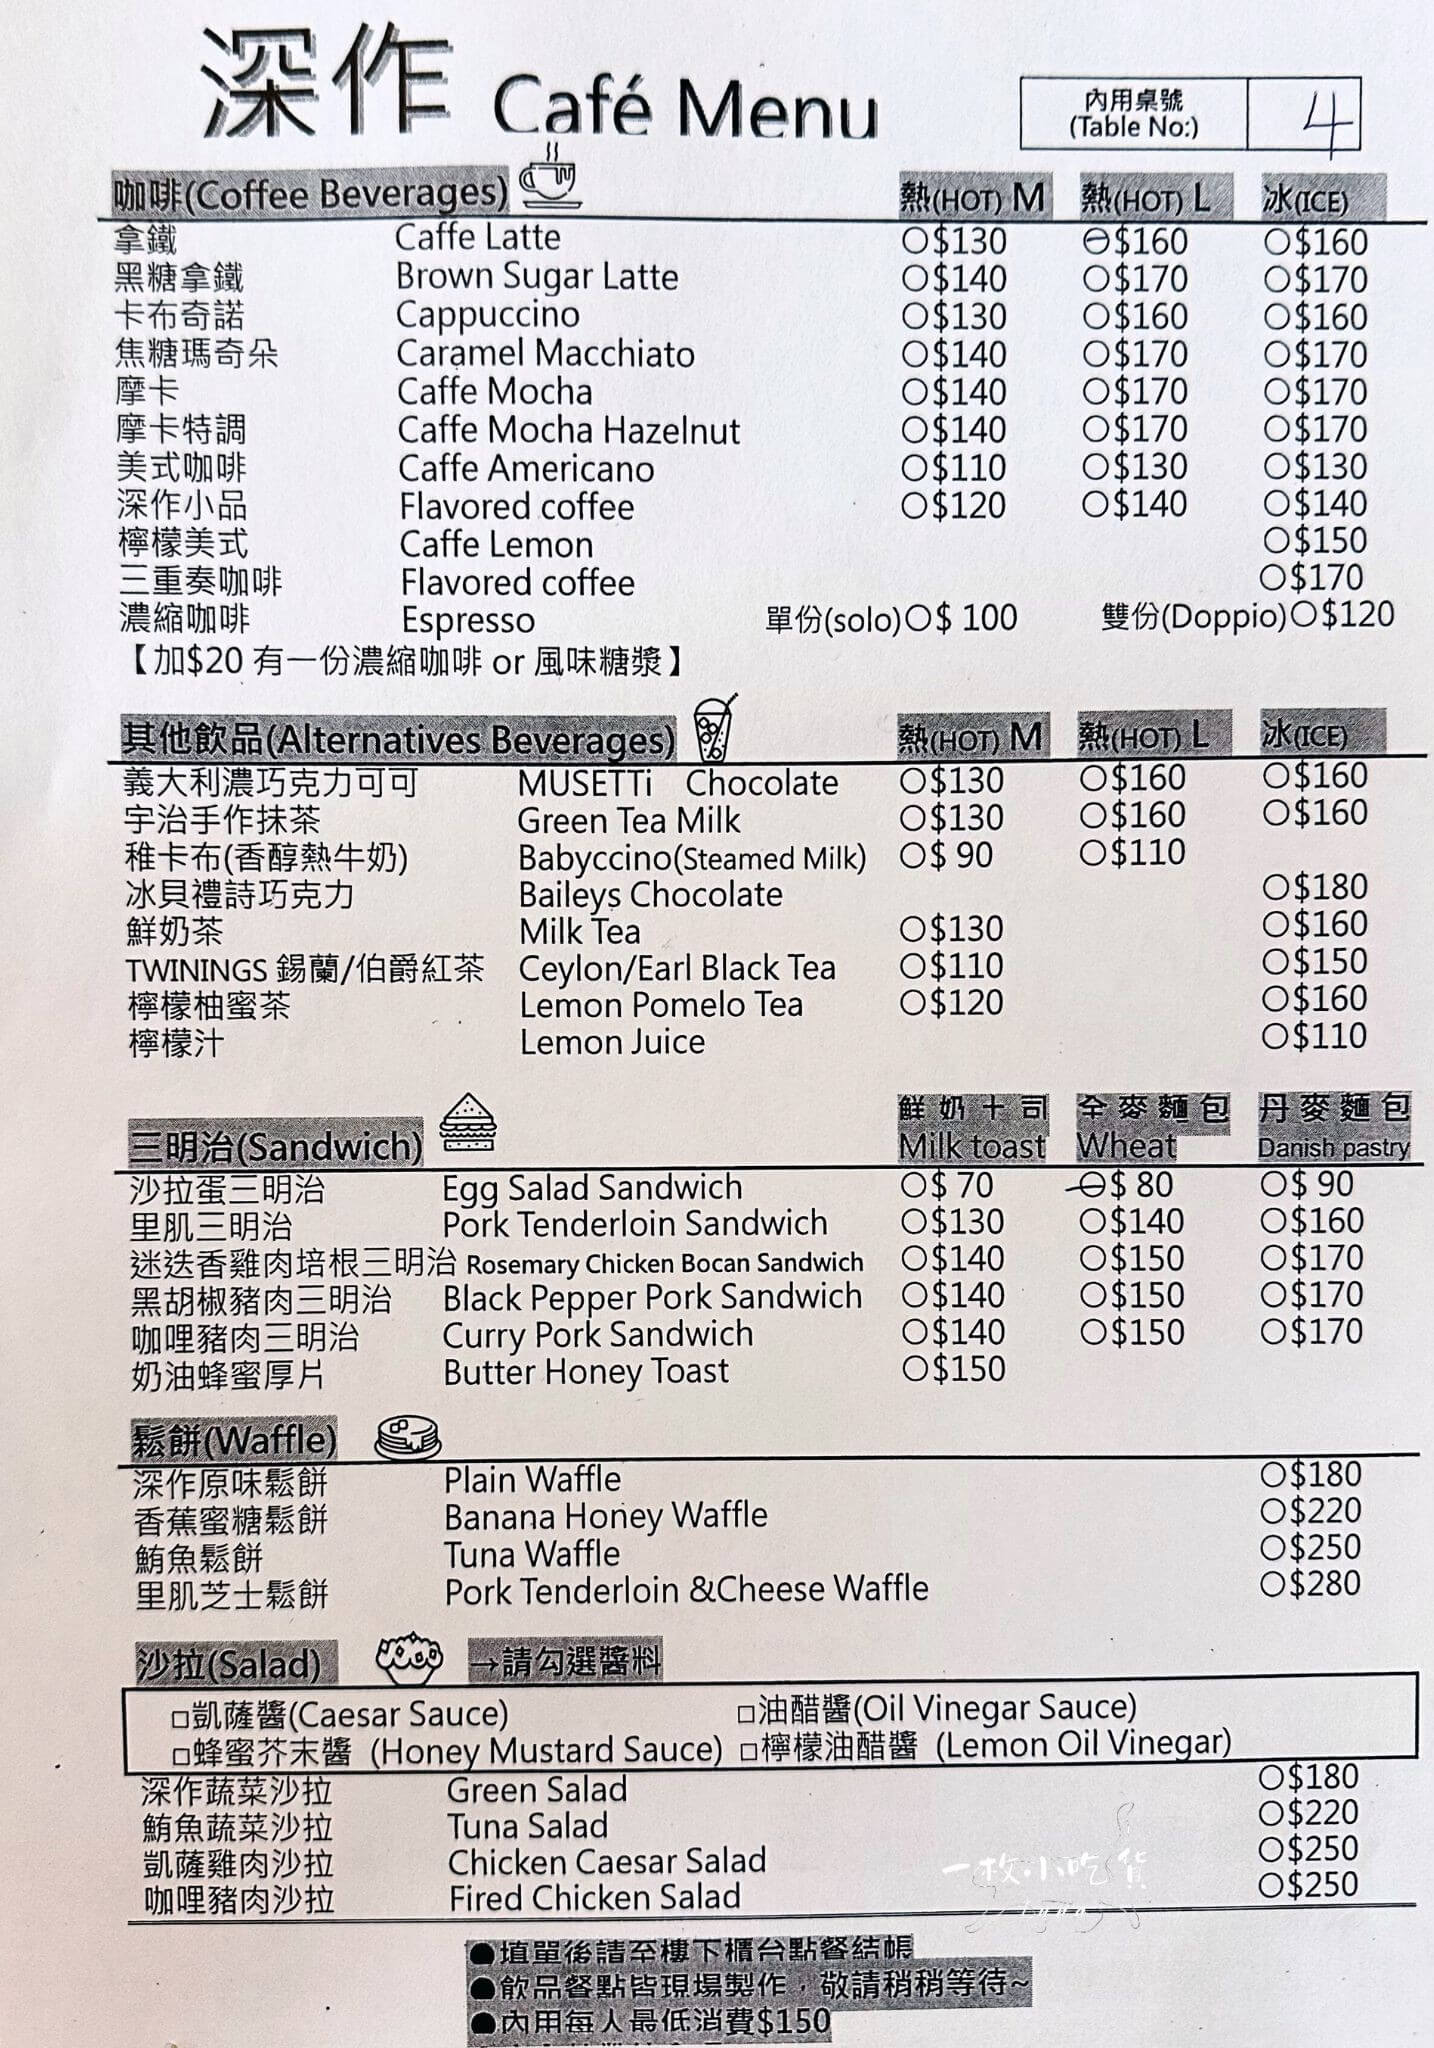 深作 Café Menu
內用桌號
(Table No:) 4
咖啡(Coffee Beverages) 熱(HOT) M 熱(HOT) L 冰(ICE)
拿鐵 Caffe Latte ○$130 ○$160 ○$160
黑糖拿鐵 Brown Sugar Latte ○$140 ○$170 ○$170
卡布奇諾 Cappuccino ○$130 ○$160 ○$160
焦糖瑪奇朵 Caramel Macchiato ○$140 ○$170 ○$170
摩卡 Caffe Mocha ○$140 ○$170 ○$170
摩卡特調 Caffe Mocha Hazelnut ○$140 ○$170 ○$170
美式咖啡 Caffe Americano ○$110 ○$130 ○$130
深作小品 Flavored coffee ○$120 ○$140 ○$140
檸檬美式 Caffe Lemon ○$150
三重奏咖啡 Flavored coffee ○$170
濃縮咖啡 Espresso 單份(solo)○$ 100 雙份(Doppio)○$120
【加$20 有一份濃縮咖啡 or 風味糖漿】
其他飲品(Alternatives Beverages) 熱(HOT) M 熱(HOT) L 冰(ICE)
義大利濃巧克力可可 MUSETTi Chocolate ○$130 ○$160 ○$160
宇治手作抹茶 Green Tea Milk ○$130 ○$160 ○$160
稚卡布(香醇熱牛奶) Babyccino(Steamed Milk) ○$ 90 ○$110
冰貝禮詩巧克力 Baileys Chocolate ○$180
鮮奶茶 Milk Tea ○$130 ○$160
TWININGS 錫蘭/伯爵紅茶 Ceylon/Earl Black Tea ○$110 ○$150
檸檬柚蜜茶 Lemon Pomelo Tea ○$120 ○$160
檸檬汁 Lemon Juice ○$110
鮮奶土司 全麥麵包 丹麥麵包
三明治(Sandwich) Milk toast Wheat Danish pastry
沙拉蛋三明治 Egg Salad Sandwich ○$ 70 ○$ 80 ○$ 90
里肌三明治 Pork Tenderloin Sandwich ○$130 ○$140 ○$160
迷迭香雞肉培根三明治 Rosemary Chicken Bocan Sandwich ○$140 ○$150 ○$170
黑胡椒豬肉三明治 Black Pepper Pork Sandwich ○$140 ○$150 ○$170
咖哩豬肉三明治 Curry Pork Sandwich ○$140 ○$150 ○$170
奶油蜂蜜厚片 Butter Honey Toast ○$150
鬆餅(Waffle)
深作原味鬆餅 Plain Waffle ○$180
香蕉蜜糖鬆餅 Banana Honey Waffle ○$220
鮪魚鬆餅 Tuna Waffle ○$250
里肌芝士鬆餅 Pork Tenderloin &Cheese Waffle ○$280
沙拉(Salad) →請勾選醬料
□凱薩醬(Caesar Sauce) □油醋醬(Oil Vinegar Sauce)
□蜂蜜芥末醬 (Honey Mustard Sauce) □檸檬油醋醬 (Lemon Oil Vinegar)
深作蔬菜沙拉 Green Salad ○$180
鮪魚蔬菜沙拉 Tuna Salad ○$220
凱薩雞肉沙拉 Chicken Caesar Salad ○$250
咖哩豬肉沙拉 Fired Chicken Salad ○$250
一枚小吃貨
●填單後請至樓下櫃台點餐結帳
●飲品餐點皆現場製作，敬請稍稍等待~
●內用每人最低消費$150